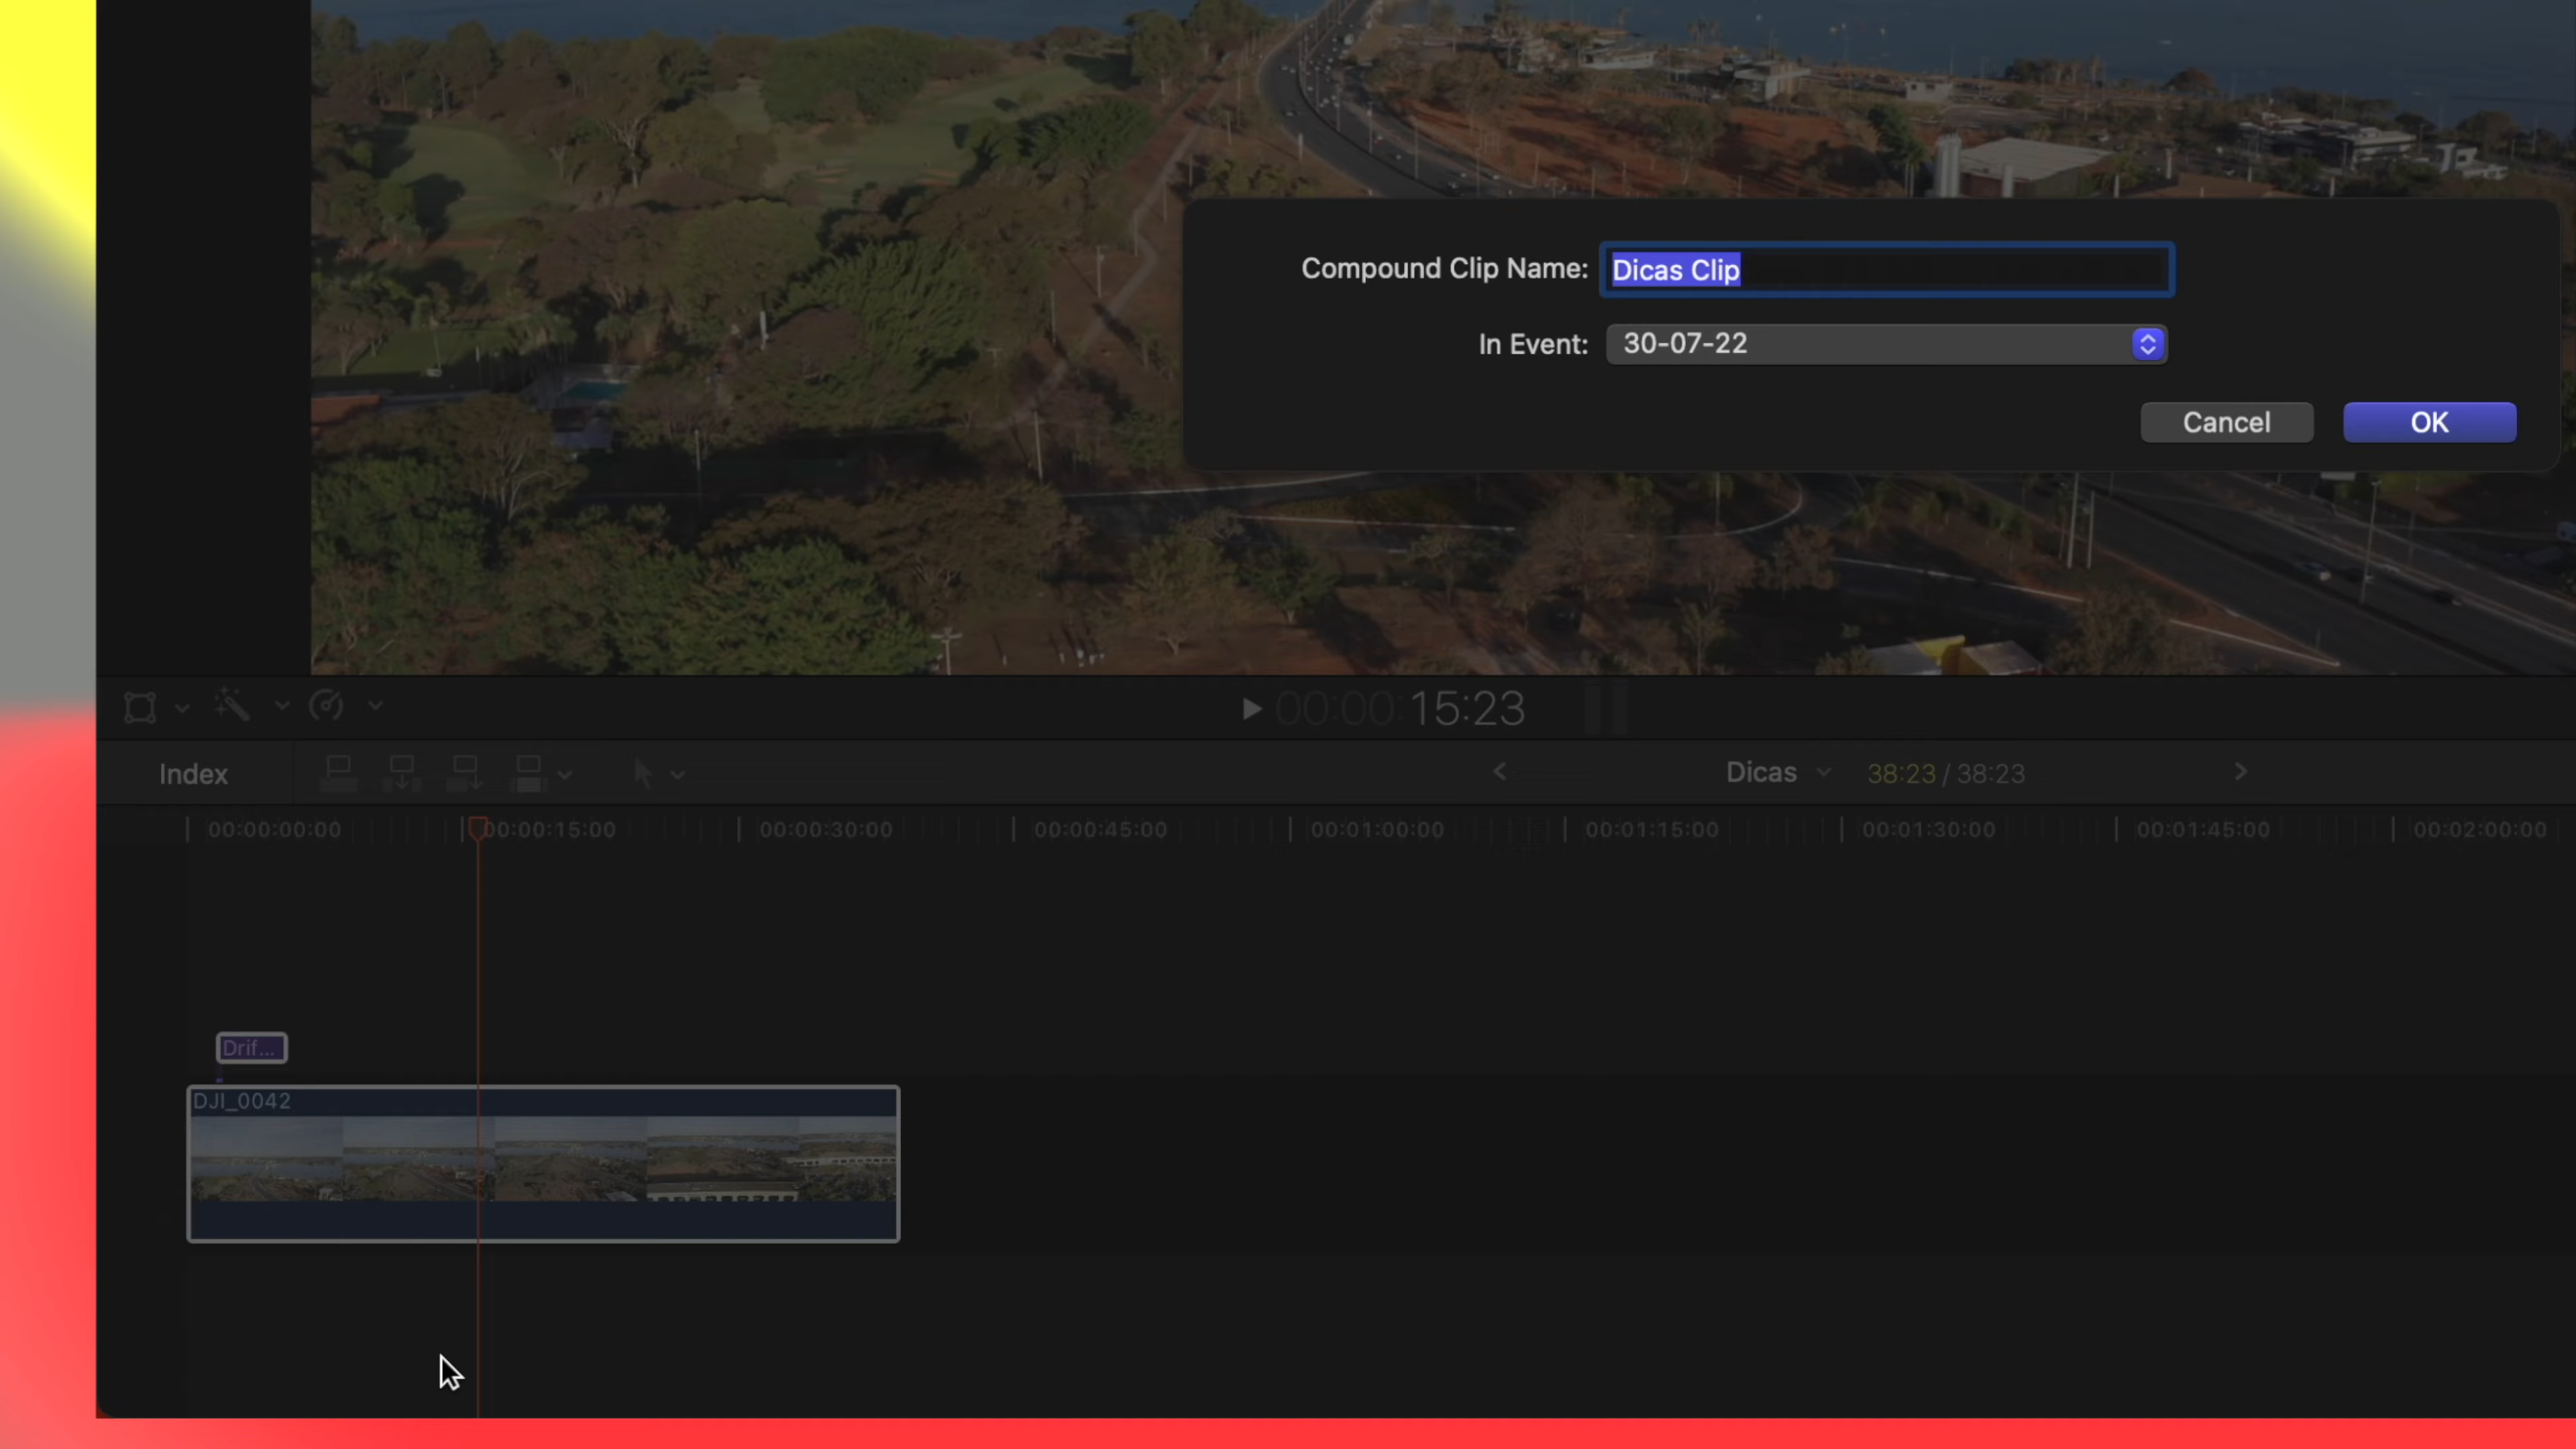 Compound Clip Name: Dicas Clip
In Event: 30-07-22
Cancel OK
00:00:15:23
Index Dicas 38:23 / 38:23
00:00:00:00 00:00:15:00 00:00:30:00 00:00:45:00 00:01:00:00 00:01:15:00 00:01:30:00 00:01:45:00 00:02:00:00
Drif...
DJI_0042